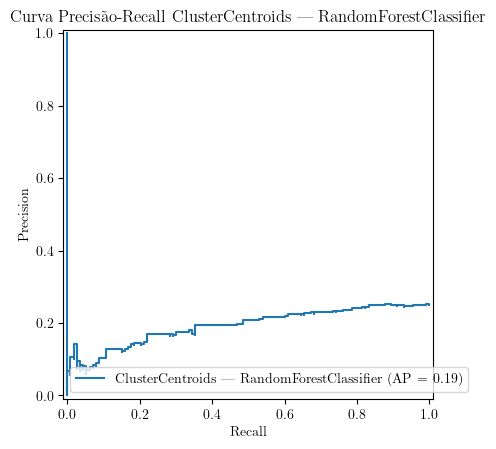 Curva Precisão-Recall ClusterCentroids — RandomForestClassifier
1.0
0.8
0.6
0.4
0.2
0.0
Precision
ClusterCentroids — RandomForestClassifier (AP = 0.19)
0.0 0.2 0.4 0.6 0.8 1.0
Recall